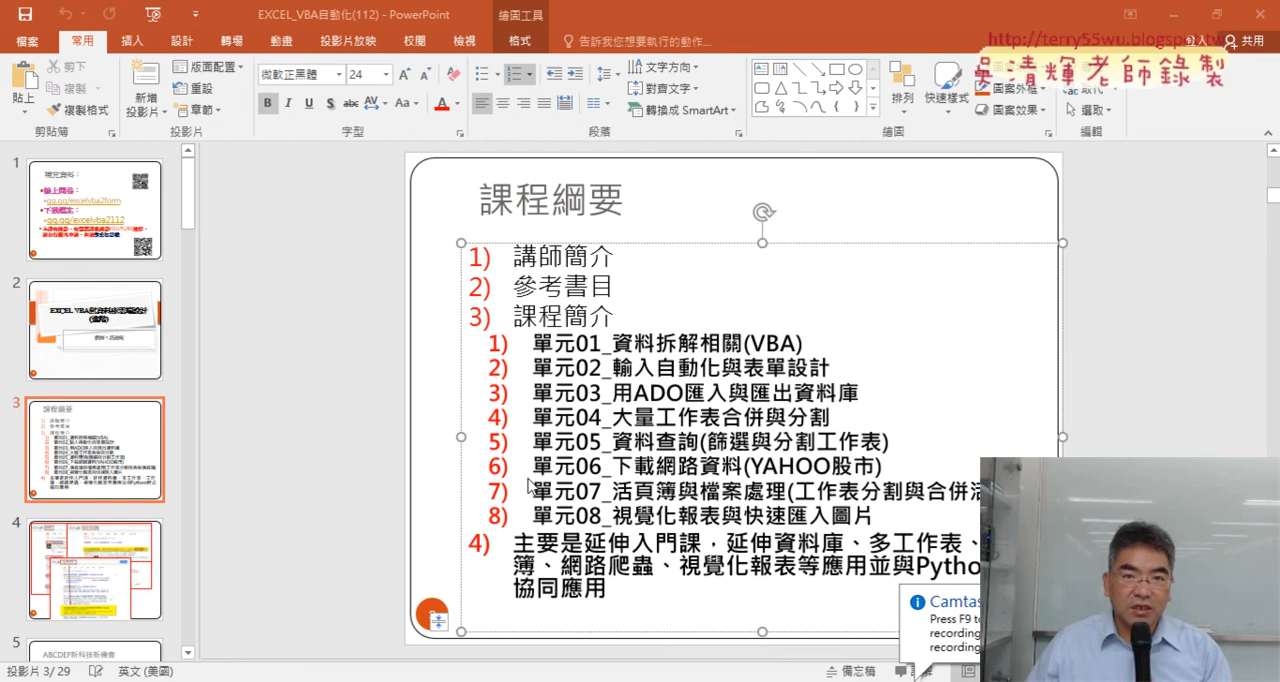 EXCEL_VBA自動化(112) - PowerPoint
繪圖工具
檔案
常用
插入
設計
轉場
動畫
投影片放映
校閱
檢視
格式
告訴我您想要執行的動作...
登入
共用
http://terry55wu.blogspot.tw
吳清輝老師錄製
貼上
剪下
複製
複製格式
剪貼簿
新增
投影片
版面配置
重設
章節
投影片
微軟正黑體
24
字型
文字方向
對齊文字
轉換成 SmartArt
段落
排列
快速樣式
圖案外框
圖案效果
繪圖
選取
編輯
1
補充資料：
gg.gg/excelvba2form
gg.gg/excelvba2112
2
3
課程綱要
4
5
ABCDEF新科技新機會
課程綱要
1) 講師簡介
2) 參考書目
3) 課程簡介
1) 單元01_資料拆解相關(VBA)
2) 單元02_輸入自動化與表單設計
3) 單元03_用ADO匯入與匯出資料庫
4) 單元04_大量工作表合併與分割
5) 單元05_資料查詢(篩選與分割工作表)
6) 單元06_下載網路資料(YAHOO股市)
7) 單元07_活頁簿與檔案處理(工作表分割與合併活
8) 單元08_視覺化報表與快速匯入圖片
4) 主要是延伸入門課，延伸資料庫、多工作表、
簿、網路爬蟲、視覺化報表等應用並與Pytho
協同應用
Camtas
Press F9 to
recording
recording
投影片 3/29
英文 (美國)
備忘稿